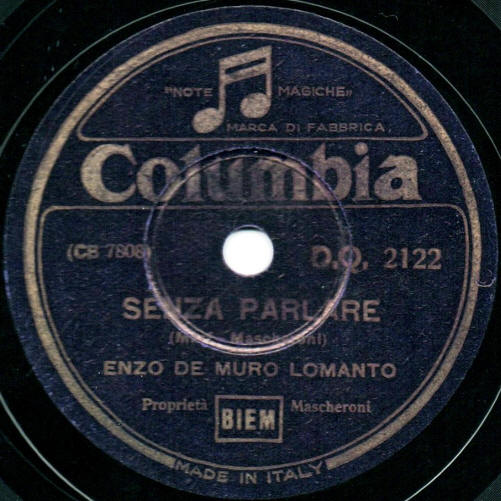 "NOTE MAGICHE»
MARCA DI FABBRICA
Columbia
(CB 7808) D.Q. 2122
SENZA PARLARE
Mascheroni)
ENZO DE MURO LOMANTO
Proprietà BIEM Mascheroni
MADE IN ITALY